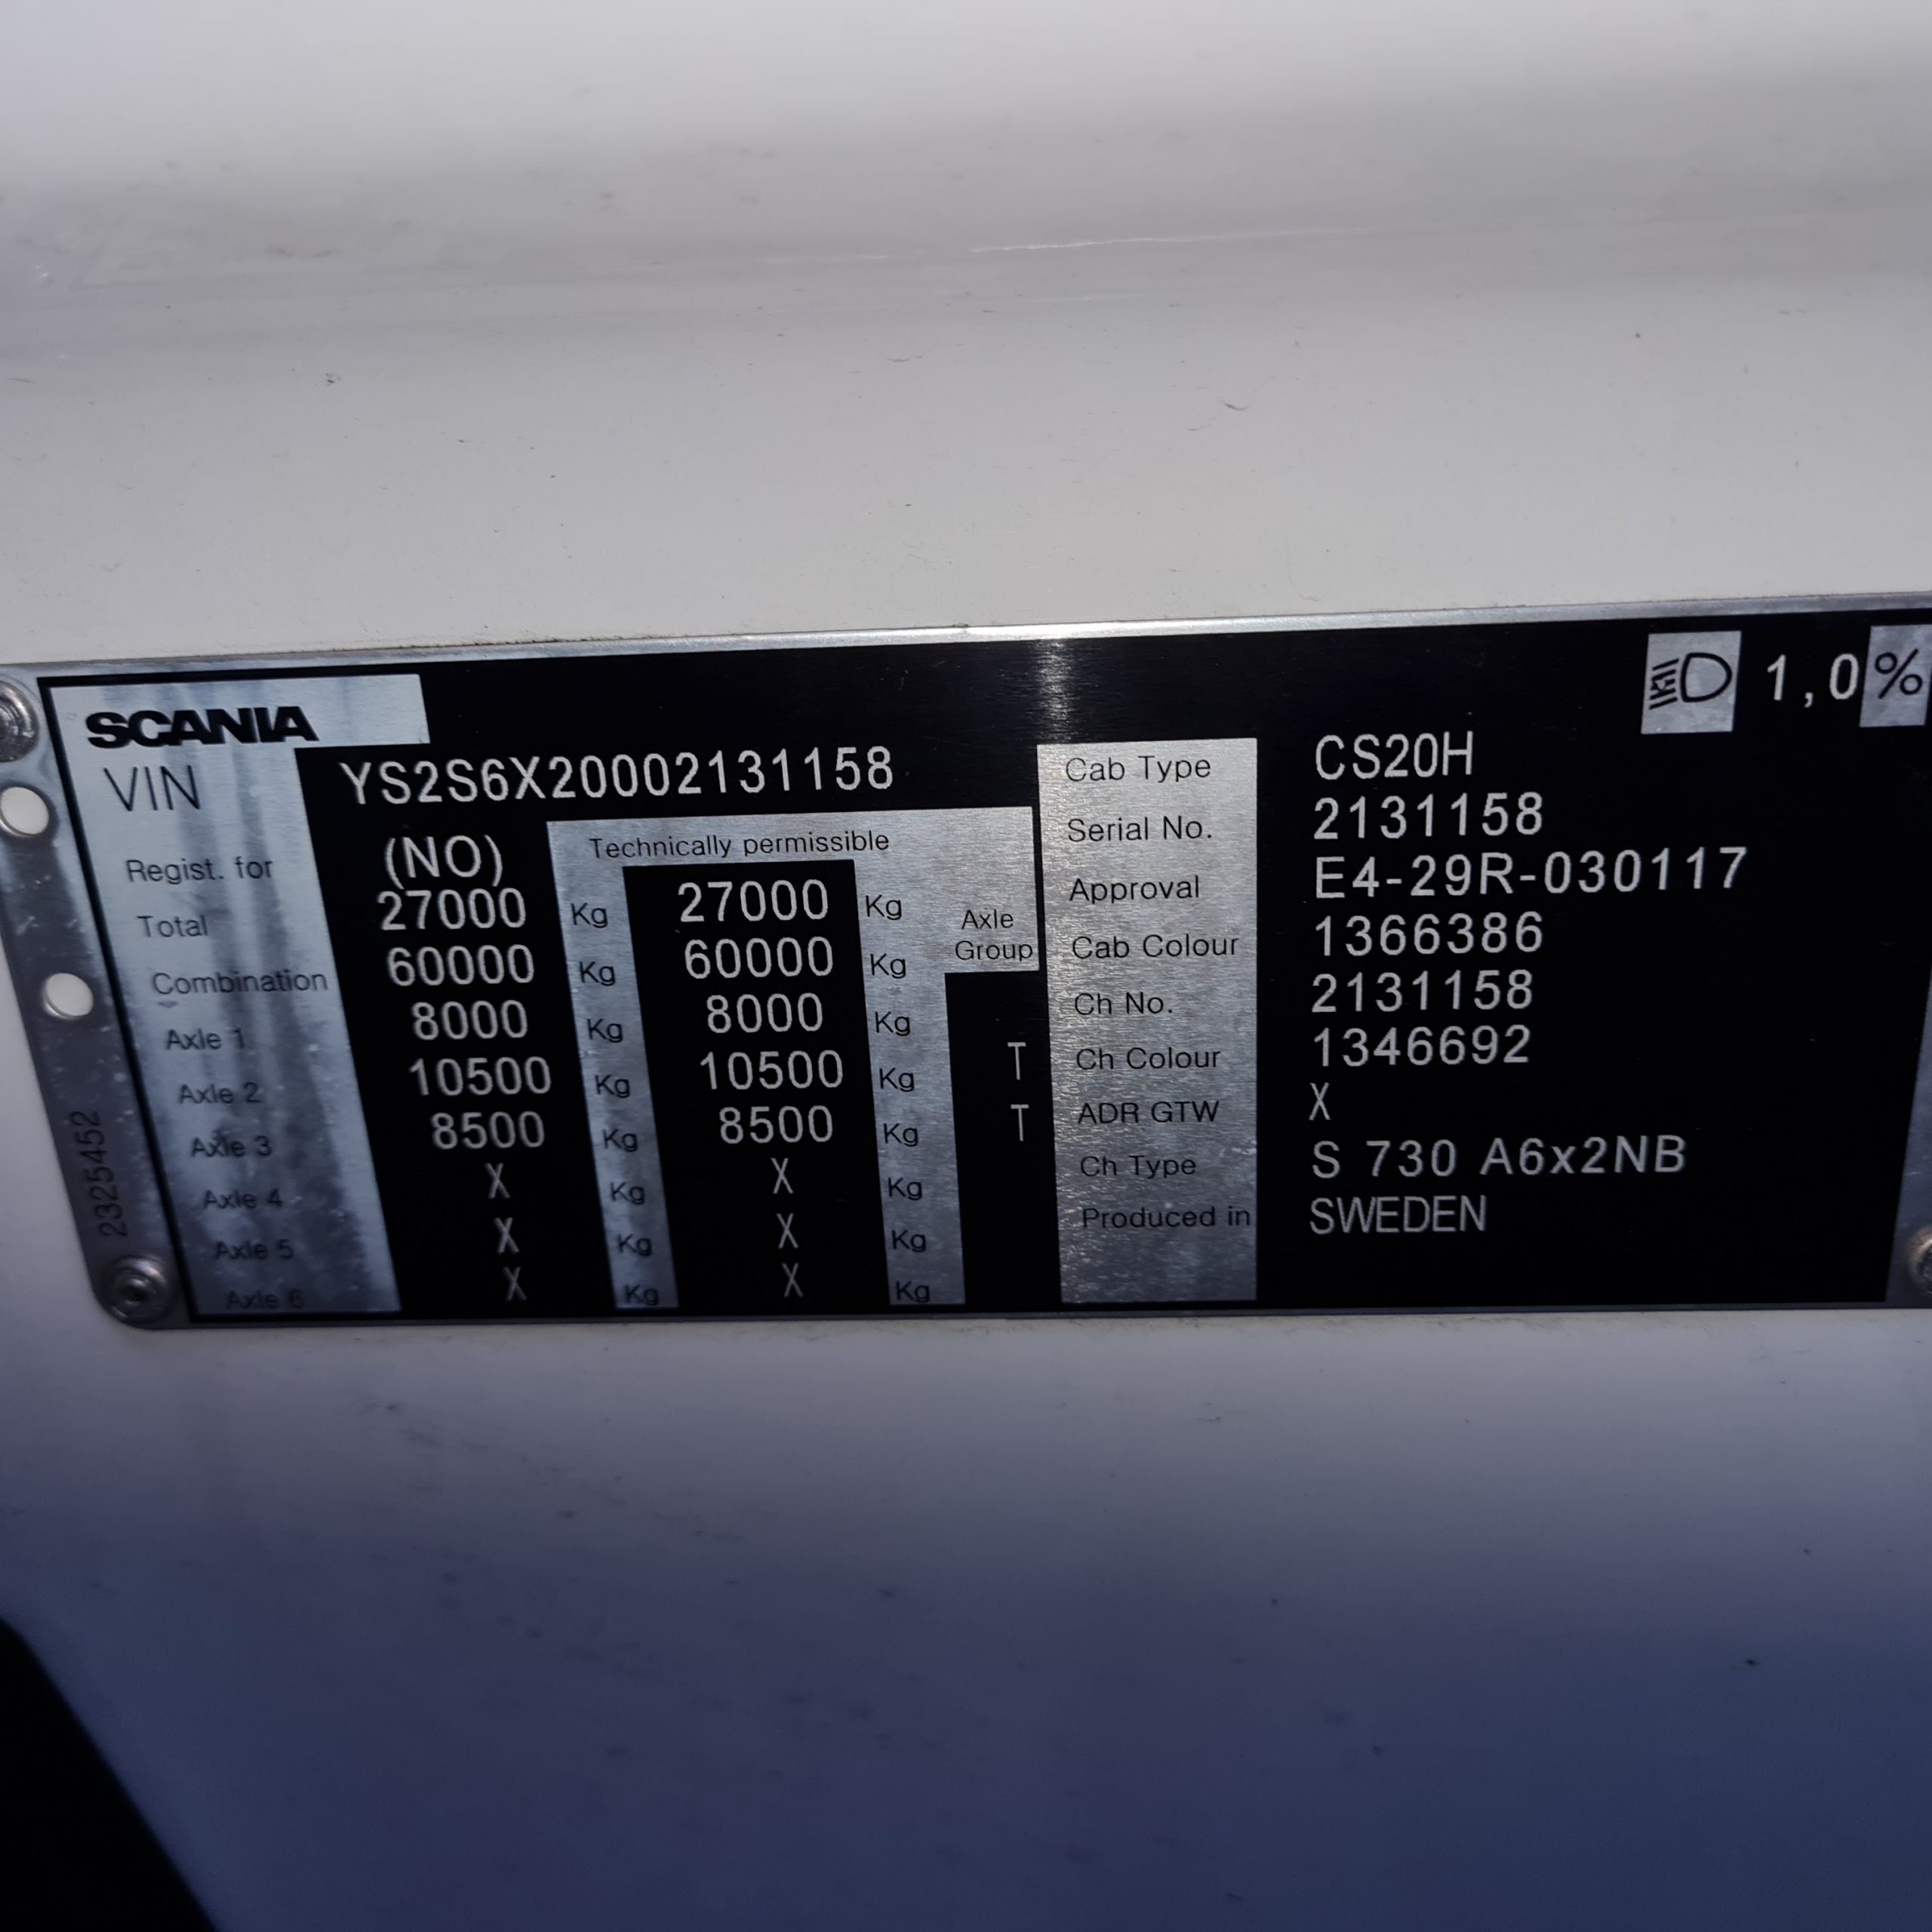 SCANIA
1,0%
VIN YS2S6X20002131158
Regist. for (NO) Technically permissible
Total 27000 Kg 27000 Kg Axle Group
Combination 60000 Kg 60000 Kg
Axle 1 8000 Kg 8000 Kg
Axle 2 10500 Kg 10500 Kg T
Axle 3 8500 Kg 8500 Kg T
Axle 4 X Kg X Kg
Axle 5 X Kg X Kg
Axle 6 X Kg X Kg
Cab Type CS20H
Serial No. 2131158
Approval E4-29R-030117
Cab Colour 1366386
Ch No. 2131158
Ch Colour 1346692
ADR GTW X
Ch Type S 730 A6x2NB
Produced in SWEDEN
2325452